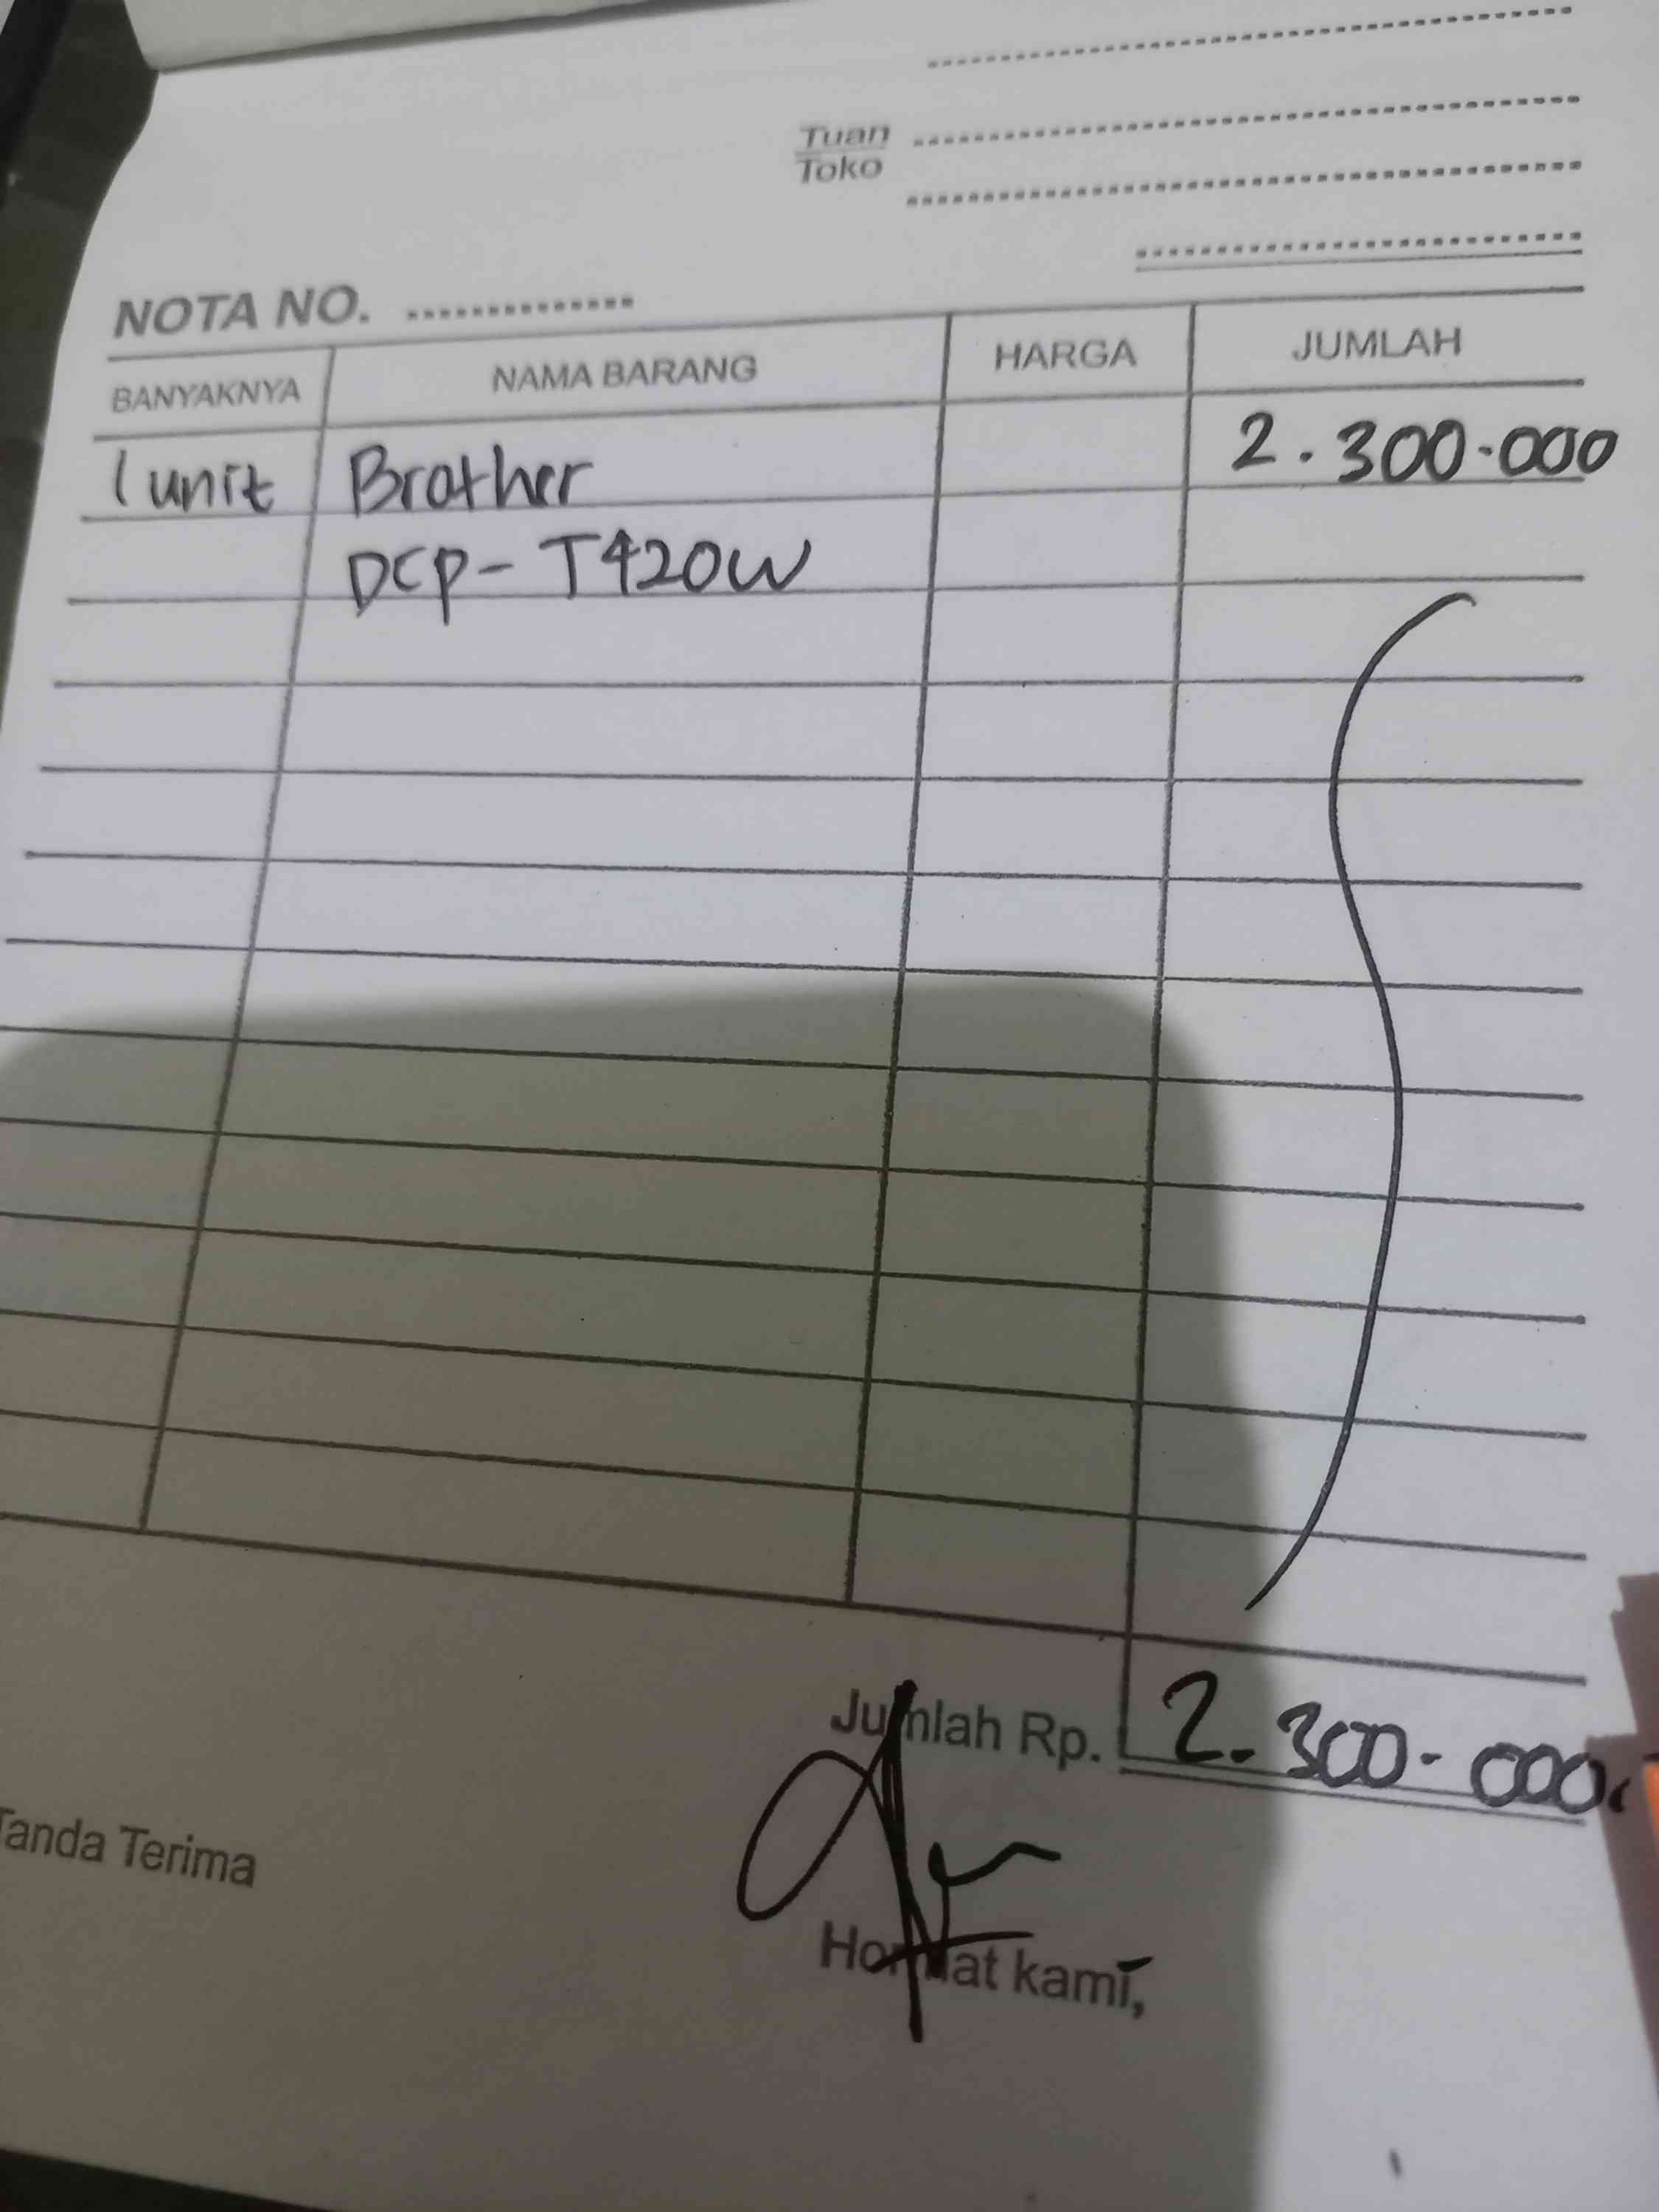 Tuan
Toko
NOTA NO. ..............
BANYAKNYA NAMA BARANG HARGA JUMLAH
1 unit Brother 2.300.000
DCP-T420W
Jumlah Rp. 2.300.000.
Tanda Terima
Hormat kami,